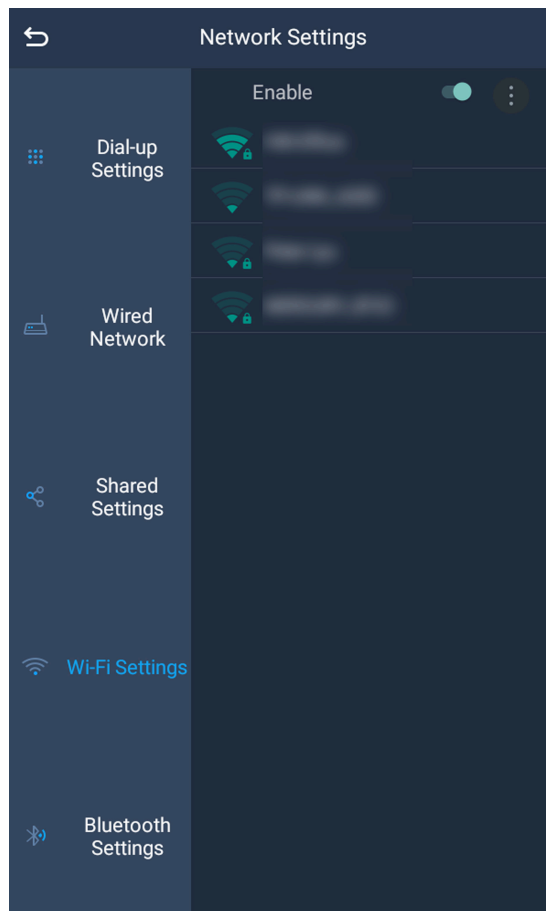 Network Settings
Enable
Dial-up
Settings
Wired
Network
Shared
Settings
Wi-Fi Settings
Bluetooth
Settings